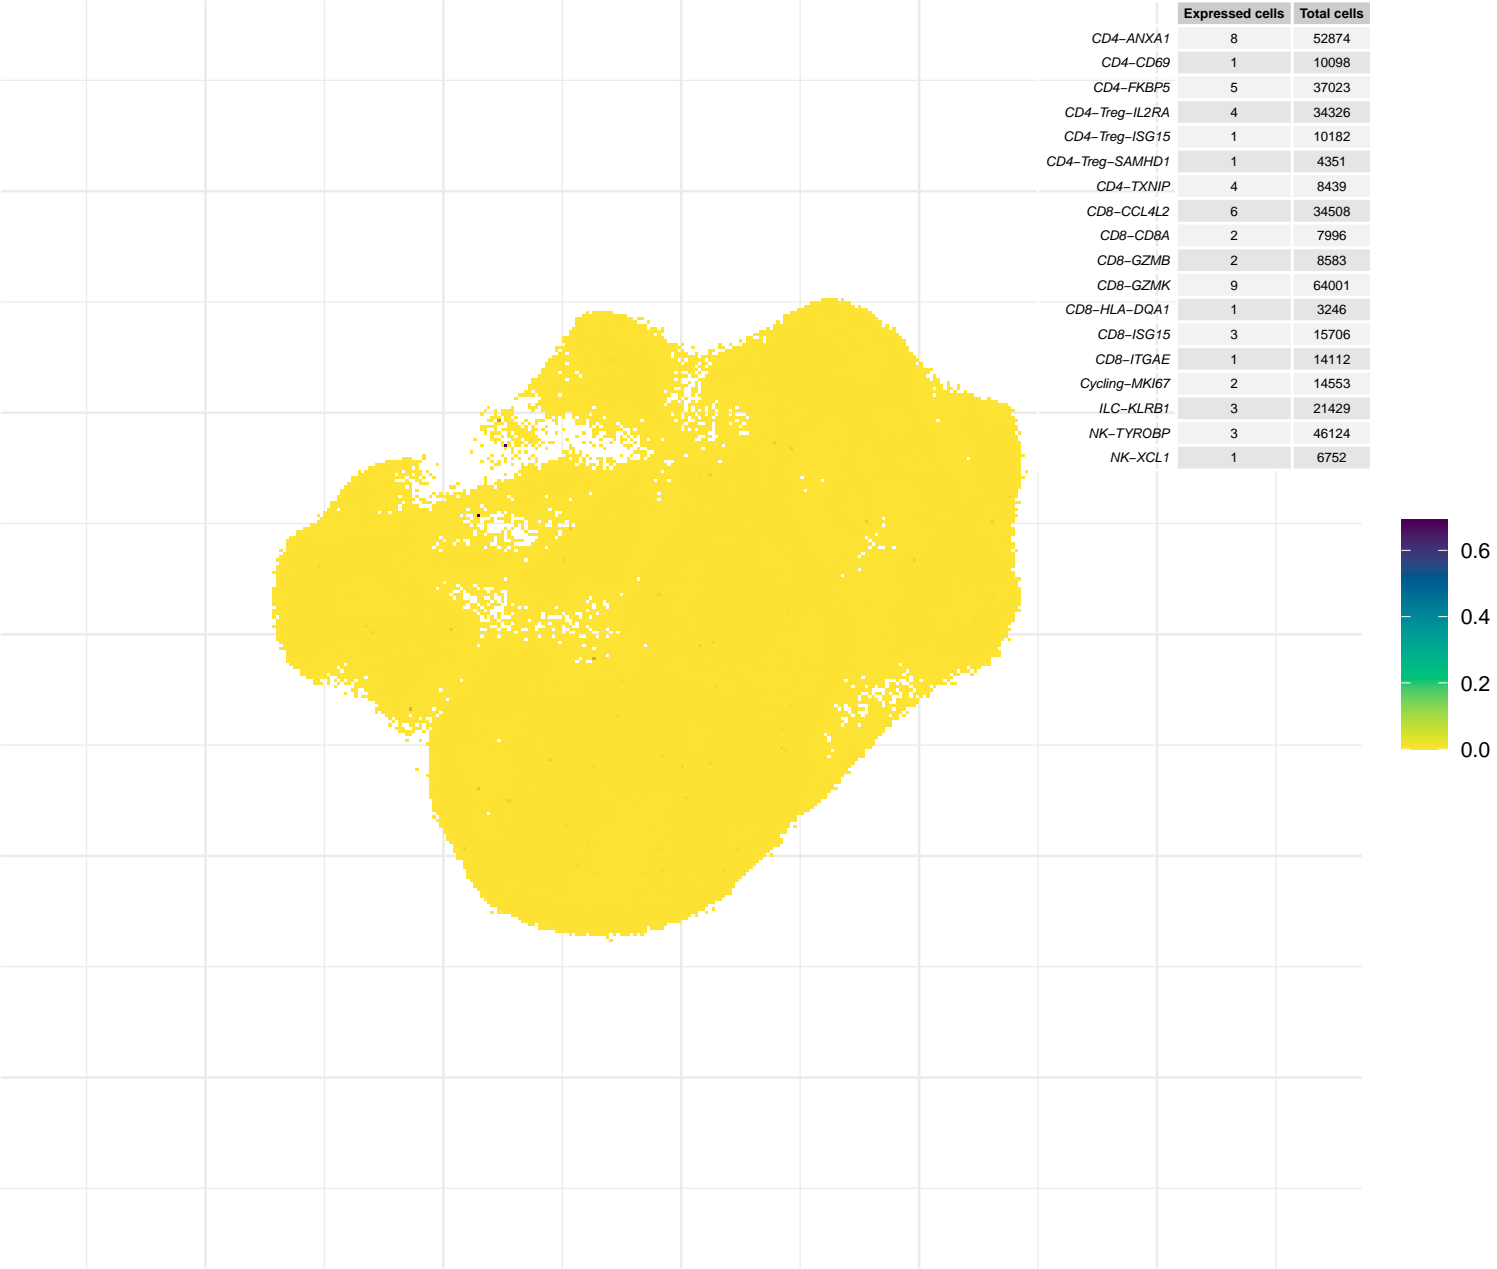 Expressed cells Total cells
CD4−ANXA1 8 52874
CD4−CD69 1 10098
CD4−FKBP5 5 37023
CD4−Treg−IL2RA 4 34326
CD4−Treg−ISG15 1 10182
CD4−Treg−SAMHD1 1 4351
CD4−TXNIP 4 8439
CD8−CCL4L2 6 34508
CD8−CD8A 2 7996
CD8−GZMB 2 8583
CD8−GZMK 9 64001
CD8−HLA−DQA1 1 3246
CD8−ISG15 3 15706
CD8−ITGAE 1 14112
Cycling−MKI67 2 14553
ILC−KLRB1 3 21429
NK−TYROBP 3 46124
NK−XCL1 1 6752
0.6
0.4
0.2
0.0